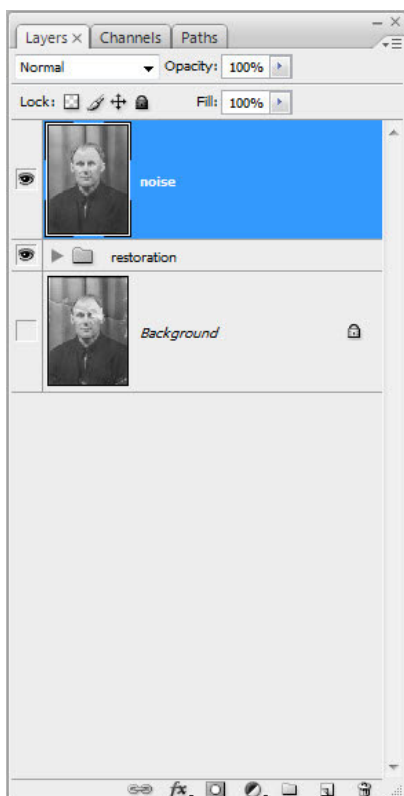 Layers × Channels Paths
Normal Opacity: 100%
Lock: Fill: 100%
noise
restoration
Background
fx.